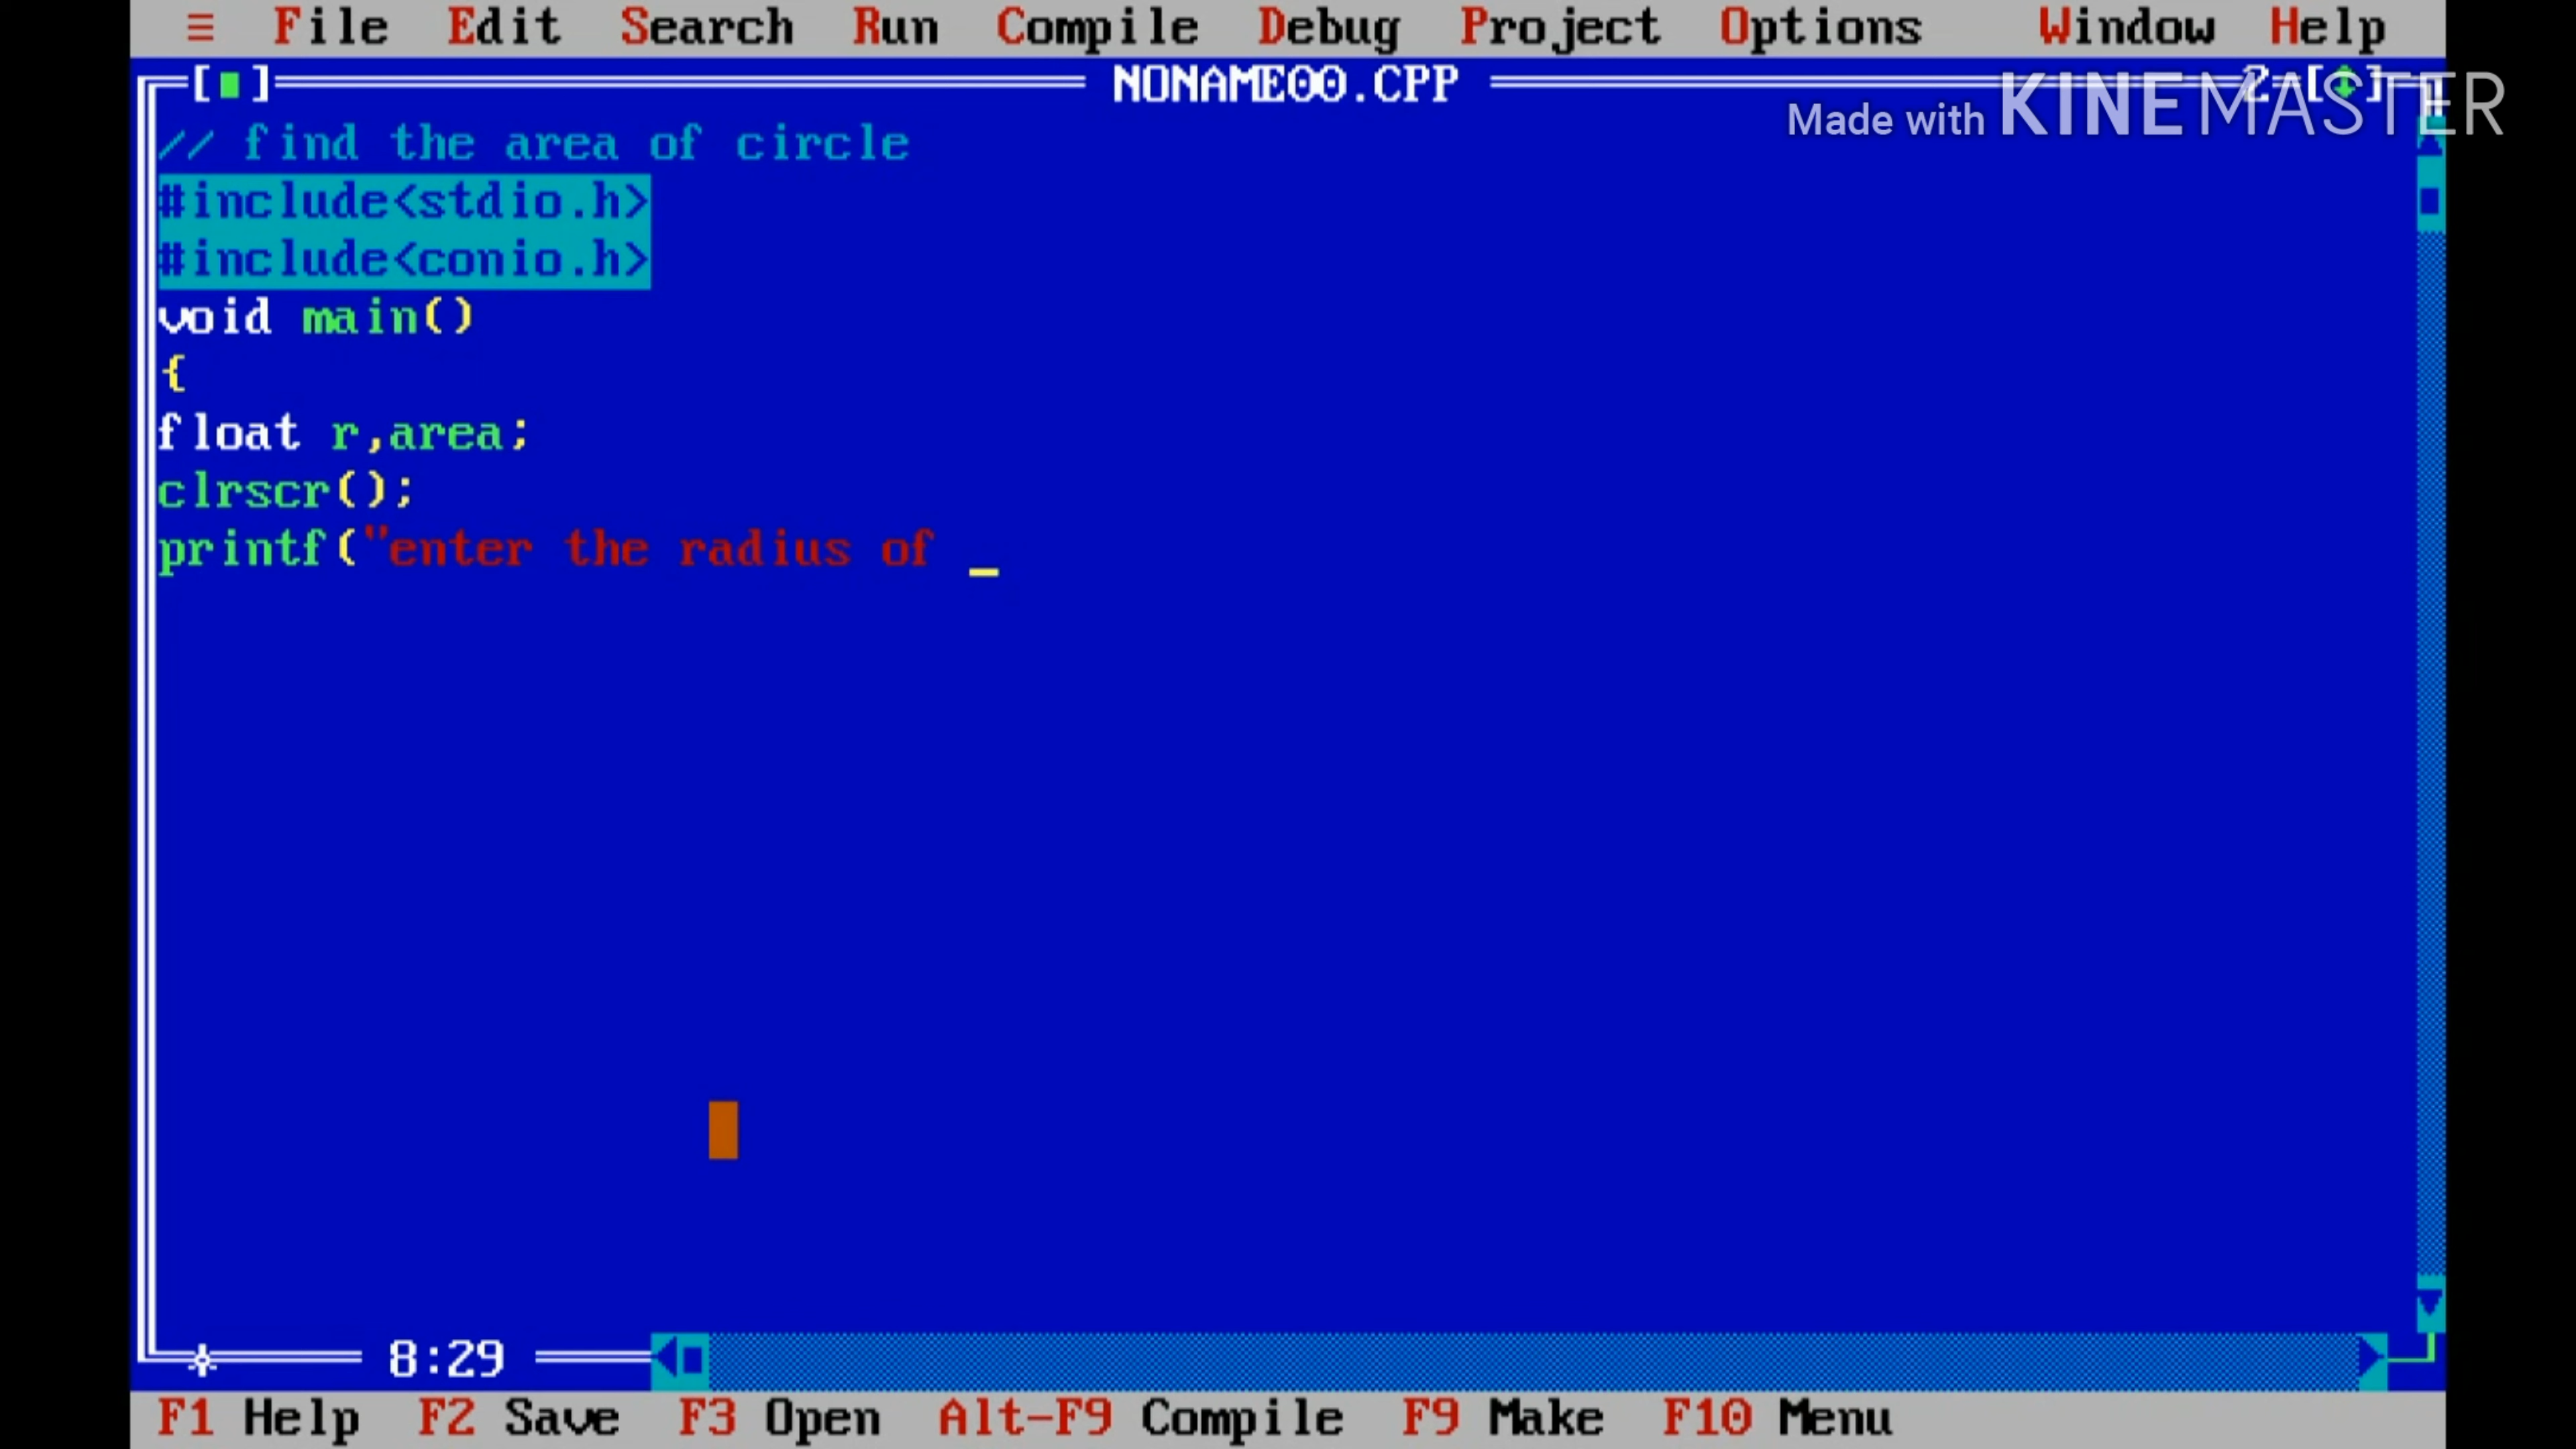 ≡ File Edit Search Run Compile Debug Project Options Window Help
[■] NONAME00.CPP 2=[↕]
Made with KINEMASTER
// find the area of circle
#include<stdio.h>
#include<conio.h>
void main()
{
float r,area;
clrscr();
printf("enter the radius of _
8:29
F1 Help F2 Save F3 Open Alt-F9 Compile F9 Make F10 Menu